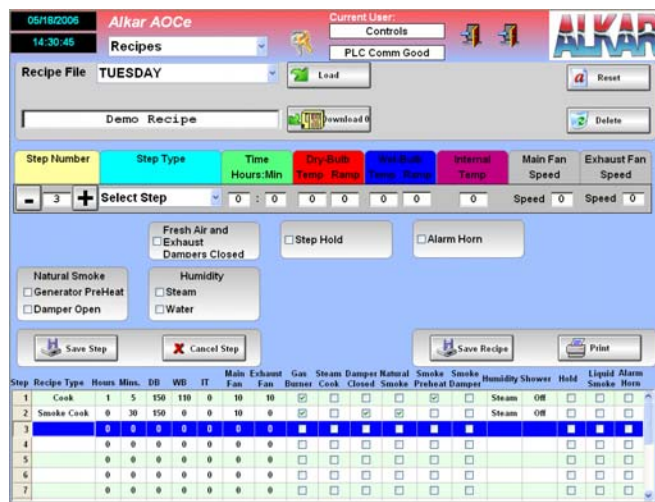 05/18/2006
14:30:45
Alkar AOCe
Recipes
Current User:
Controls
PLC Comm Good
ALKAR
Recipe File
TUESDAY
Load
Reset
Demo Recipe
Download 0
Delete
Step Number
Step Type
Time
Hours:Min
Dry-Bulb
Temp Ramp
Wet-Bulb
Temp Ramp
Internal
Temp
Main Fan
Speed
Exhaust Fan
Speed
- 3 + Select Step 0 : 0 0 0 0 0 0 Speed 0 Speed 0
Fresh Air and
Exhaust
Dampers Closed
Step Hold
Alarm Horn
Natural Smoke
Generator PreHeat
Damper Open
Humidity
Steam
Water
Save Step
Cancel Step
Save Recipe
Print
Step Recipe Type Hours Mins. DB WB IT Main Fan Exhaust Fan Gas Burner Steam Cook Damper Closed Natural Smoke Smoke Preheat Smoke Damper Humidity Shower Hold Liquid Smoke Alarm Horn
1 Cook 1 5 150 110 0 10 10 Steam Off
2 Smoke Cook 0 30 150 0 0 10 0 Steam Off
3 0 0 0 0 0 0 0
4 0 0 0 0 0 0 0
5 0 0 0 0 0 0 0
6 0 0 0 0 0 0 0
7 0 0 0 0 0 0 0